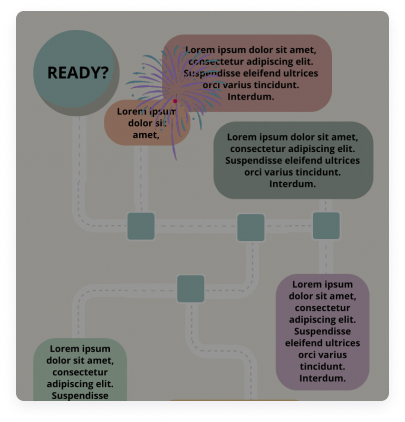 READY?
Lorem ipsum dolor sit amet,
consectetur adipiscing elit.
Suspendisse eleifend ultrices
orci varius tincidunt.
Interdum.
Lorem ipsum
dolor sit
amet,
Lorem ipsum dolor sit amet,
consectetur adipiscing elit.
Suspendisse eleifend ultrices
orci varius tincidunt.
Interdum.
Lorem ipsum
dolor sit amet,
consectetur
adipiscing elit.
Suspendisse
eleifend ultrices
orci varius
tincidunt.
Interdum.
Lorem ipsum
dolor sit amet,
consectetur
adipiscing elit.
Suspendisse